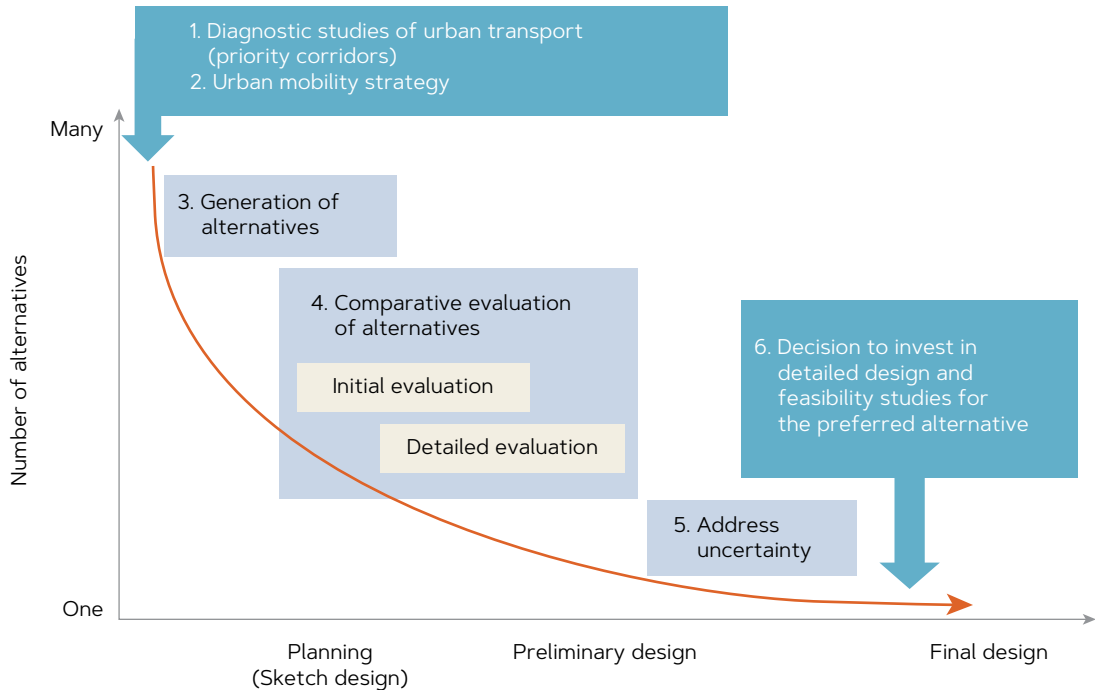 1. Diagnostic studies of urban transport
(priority corridors)
2. Urban mobility strategy
Many
3. Generation of
alternatives
4. Comparative evaluation
of alternatives
Initial evaluation
Detailed evaluation
6. Decision to invest in
detailed design and
feasibility studies for
the preferred alternative
5. Address
uncertainty
Number of alternatives
One
Planning
(Sketch design)
Preliminary design
Final design